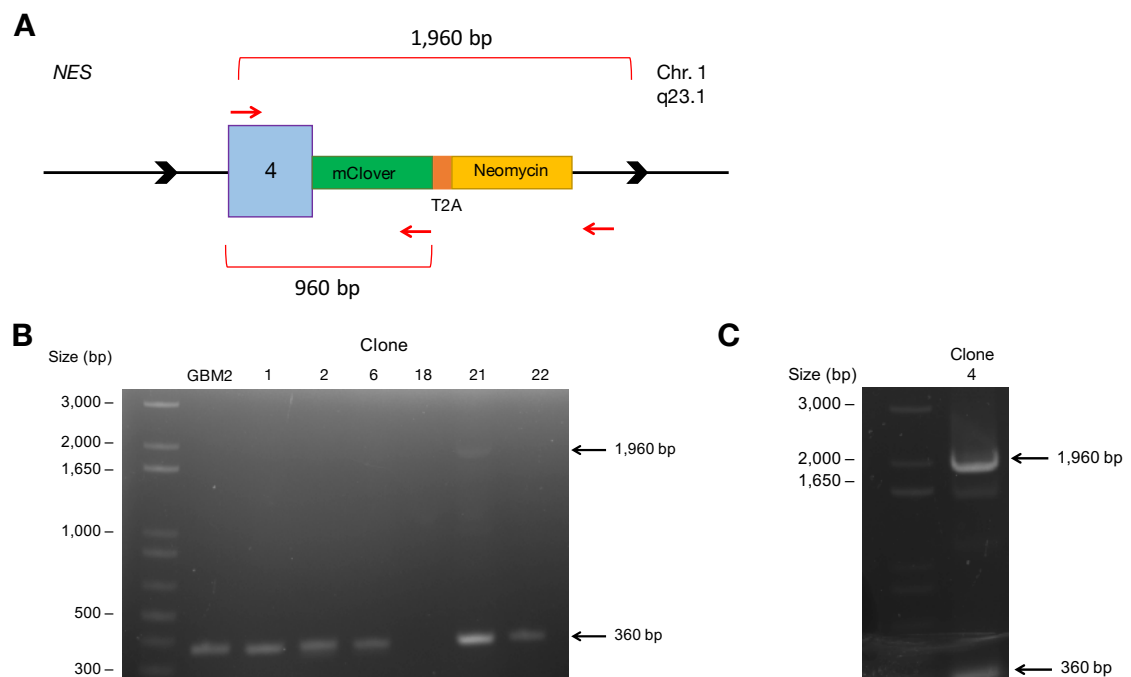 A
1,960 bp
NES
Chr. 1
q23.1
4
mClover
Neomycin
T2A
960 bp
B
Size (bp)
Clone
GBM2 1 2 6 18 21 22
3,000 –
2,000 –
1,650 –
1,000 –
500 –
300 –
1,960 bp
360 bp
C
Clone
Size (bp)
4
3,000 –
2,000 –
1,650 –
1,960 bp
360 bp